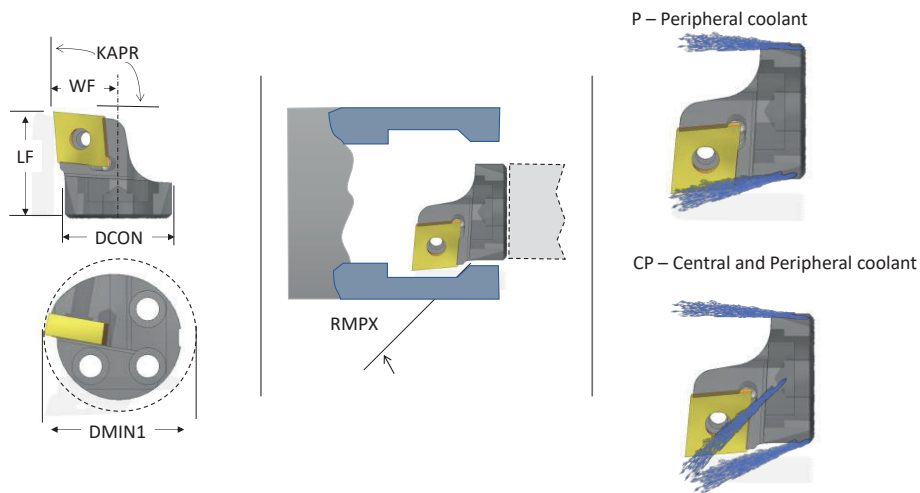 KAPR
WF
LF
DCON
DMIN1
RMPX
P – Peripheral coolant
CP – Central and Peripheral coolant